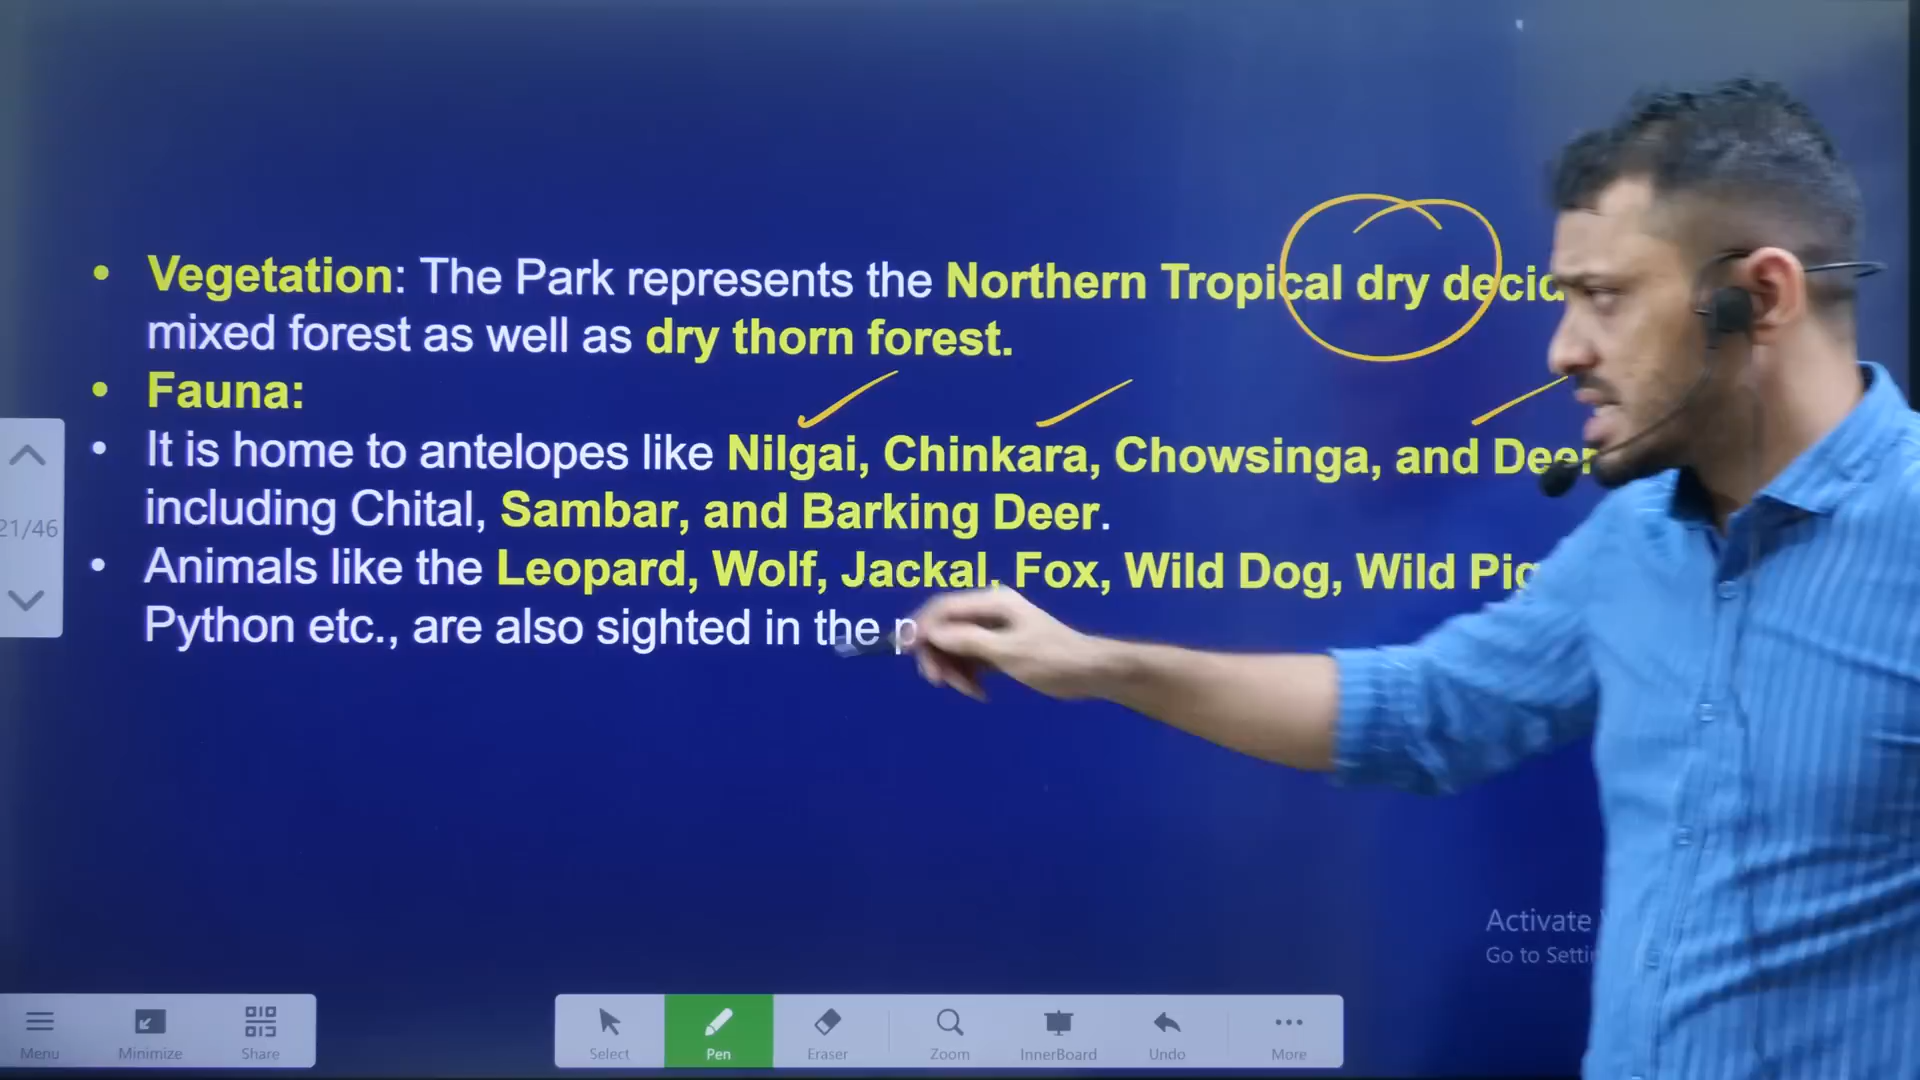 • Vegetation: The Park represents the Northern Tropical dry
mixed forest as well as dry thorn forest.
• Fauna:
• It is home to antelopes like Nilgai, Chinkara, Chowsinga, and Deer
including Chital, Sambar, and Barking Deer.
• Animals like the Leopard, Wolf, Jackal, Fox, Wild Dog, Wild
Python etc., are also sighted in the
21/46
Activate
Go to
Menu
Minimize
Share
Select
Pen
Eraser
Zoom
InnerBoard
Undo
More